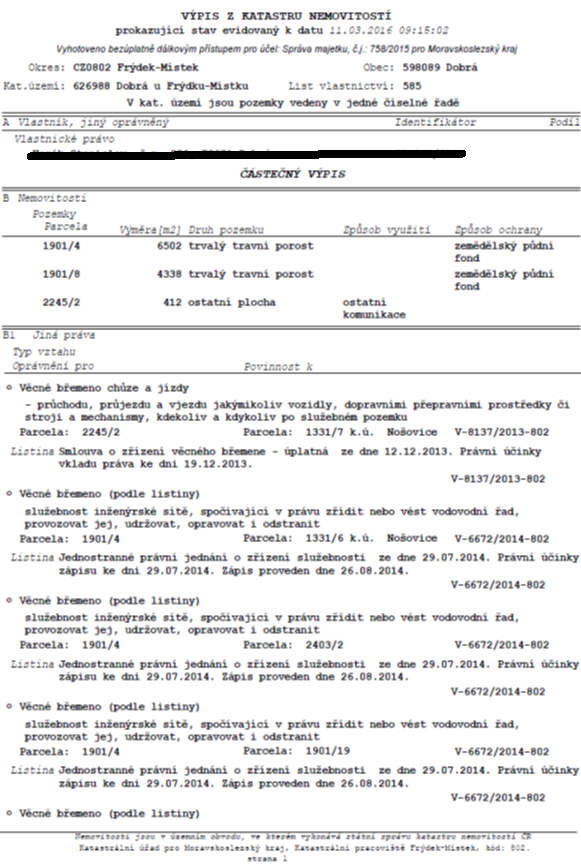 VÝPIS Z KATASTRU NEMOVITOSTÍ
prokazující stav evidovaný k datu 11.03.2016 09:15:02
Vyhotoveno bezúplatně dálkovým přístupem pro účel: Správa majetku, č.j.: 758/2015 pro Moravskoslezský kraj
Okres: CZ0802 Frýdek-Místek Obec: 598089 Dobrá
Kat.území: 626988 Dobrá u Frýdku-Místku List vlastnictví: 585
V kat. území jsou pozemky vedeny v jedné číselné řadě
A Vlastník, jiný oprávněný Identifikátor Podíl
Vlastnické právo
ČÁSTEČNÝ VÝPIS
B Nemovitosti
Pozemky
Parcela Výměra[m2] Druh pozemku Způsob využití Způsob ochrany
1901/4 6502 trvalý travní porost zemědělský půdní
fond
1901/8 4338 trvalý travní porost zemědělský půdní
fond
2245/2 412 ostatní plocha ostatní
komunikace
B1 Jiná práva
Typ vztahu
Oprávnění pro Povinnost k
o Věcné břemeno chůze a jízdy
- průchodu, průjezdu a vjezdu jakýmikoliv vozidly, dopravními přepravními prostředky či
stroji a mechanismy, kdekoliv a kdykoliv po služebném pozemku
Parcela: 2245/2 Parcela: 1331/7 k.ú. Nošovice V-8137/2013-802
Listina Smlouva o zřízení věcného břemene - úplatná ze dne 12.12.2013. Právní účinky
vkladu práva ke dni 19.12.2013.
V-8137/2013-802
o Věcné břemeno (podle listiny)
služebnost inženýrské sítě, spočívající v právu zřídit nebo vést vodovodní řad,
provozovat jej, udržovat, opravovat i odstranit
Parcela: 1901/4 Parcela: 1331/6 k.ú. Nošovice V-6672/2014-802
Listina Jednostranné právní jednání o zřízení služebnosti ze dne 29.07.2014. Právní účinky
zápisu ke dni 29.07.2014. Zápis proveden dne 26.08.2014.
V-6672/2014-802
o Věcné břemeno (podle listiny)
služebnost inženýrské sítě, spočívající v právu zřídit nebo vést vodovodní řad,
provozovat jej, udržovat, opravovat i odstranit
Parcela: 1901/4 Parcela: 2403/2 V-6672/2014-802
Listina Jednostranné právní jednání o zřízení služebnosti ze dne 29.07.2014. Právní účinky
zápisu ke dni 29.07.2014. Zápis proveden dne 26.08.2014.
V-6672/2014-802
o Věcné břemeno (podle listiny)
služebnost inženýrské sítě, spočívající v právu zřídit nebo vést vodovodní řad,
provozovat jej, udržovat, opravovat i odstranit
Parcela: 1901/4 Parcela: 1901/19 V-6672/2014-802
Listina Jednostranné právní jednání o zřízení služebnosti ze dne 29.07.2014. Právní účinky
zápisu ke dni 29.07.2014. Zápis proveden dne 26.08.2014.
V-6672/2014-802
o Věcné břemeno (podle listiny)
Nemovitosti jsou v územním obvodu, ve kterém vykonává státní správu katastru nemovitostí ČR
Katastrální úřad pro Moravskoslezský kraj, Katastrální pracoviště Frýdek-Místek, kód: 802.
strana 1